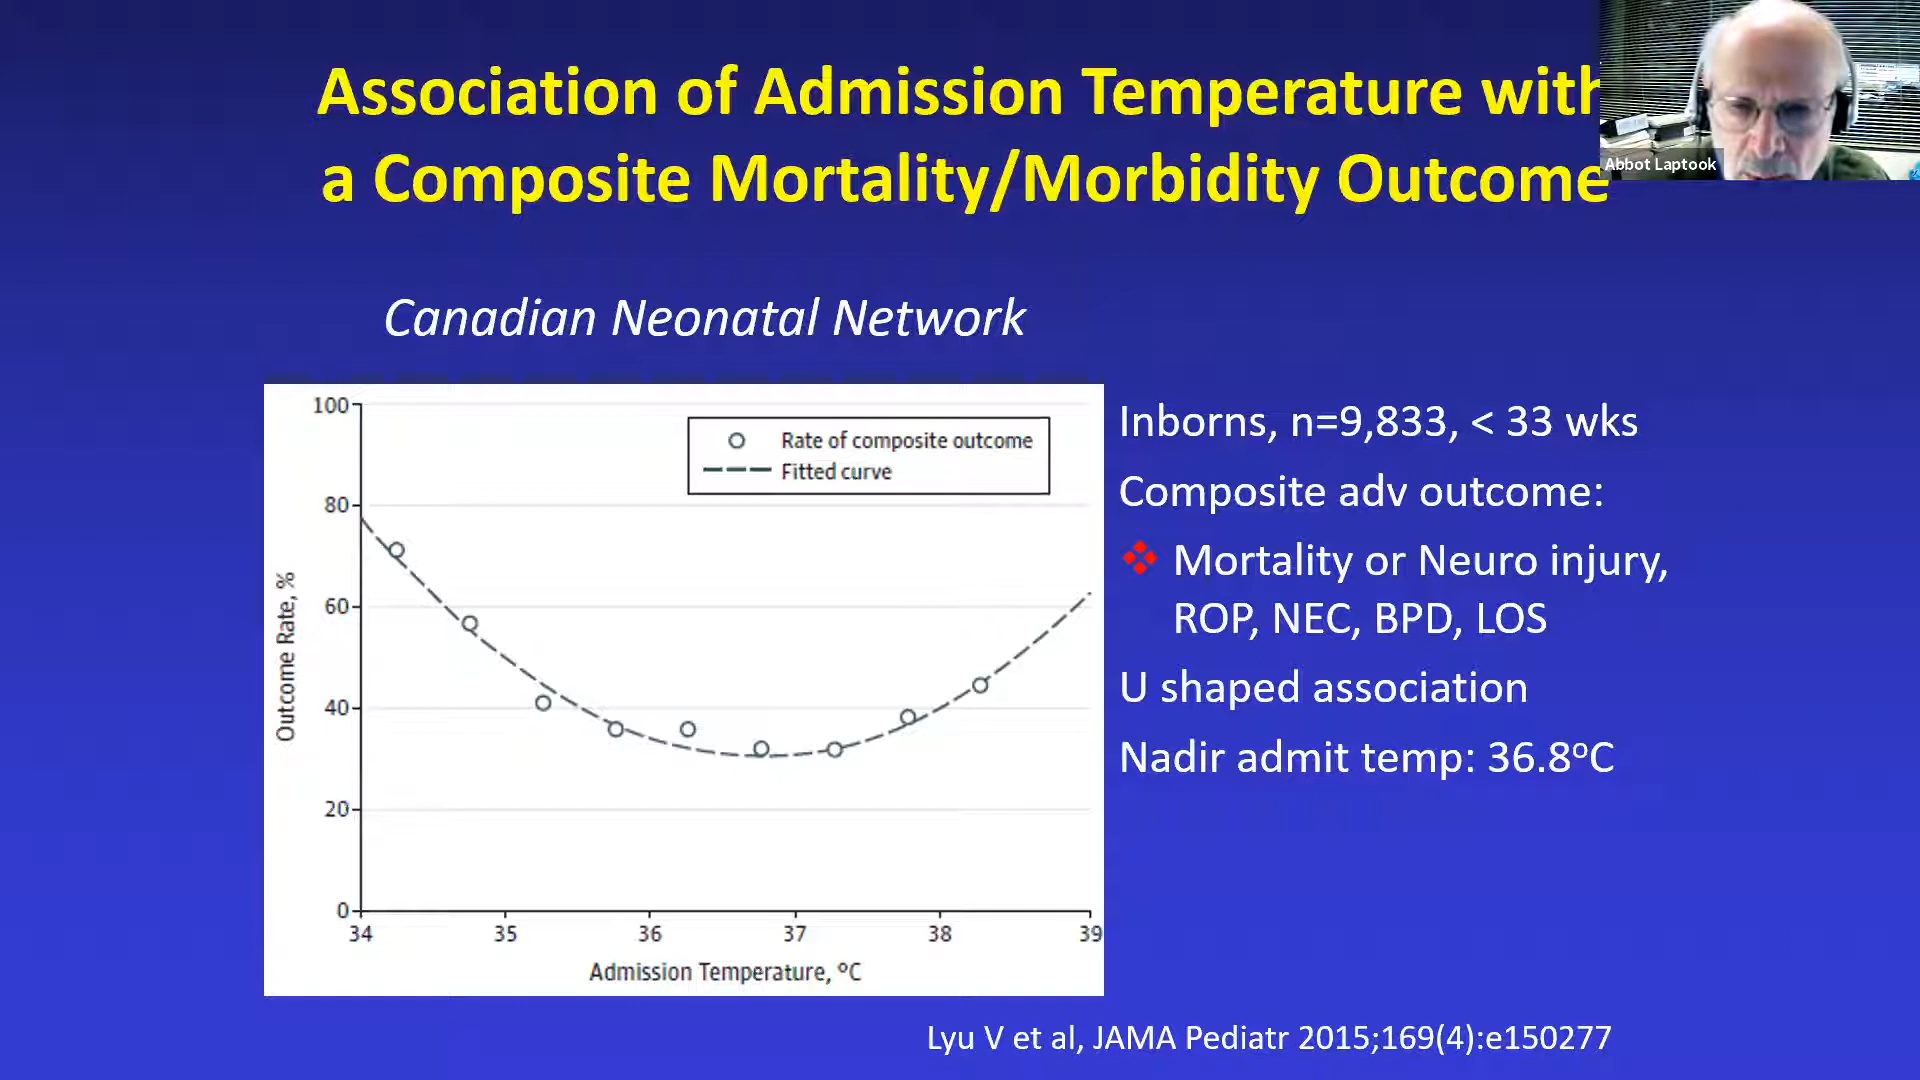 Association of Admission Temperature with
a Composite Mortality/Morbidity Outcome
Abbot Laptook
Canadian Neonatal Network
100
80
60
40
20
0
Outcome Rate, %
Rate of composite outcome
Fitted curve
34 35 36 37 38 39
Admission Temperature, °C
Inborns, n=9,833, < 33 wks
Composite adv outcome:
❖ Mortality or Neuro injury,
ROP, NEC, BPD, LOS
U shaped association
Nadir admit temp: 36.8°C
Lyu V et al, JAMA Pediatr 2015;169(4):e150277